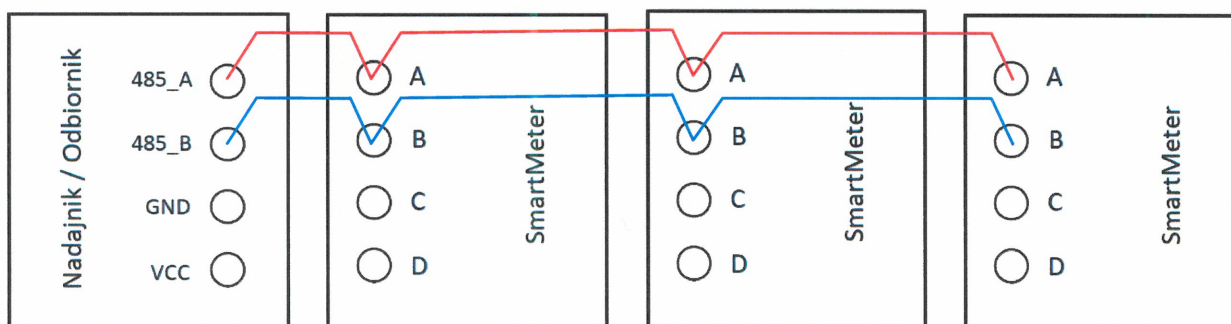 Nadajnik / Odbiornik
485_A
485_B
GND
VCC
A
B
C
D
SmartMeter
A
B
C
D
SmartMeter
A
B
C
D
SmartMeter